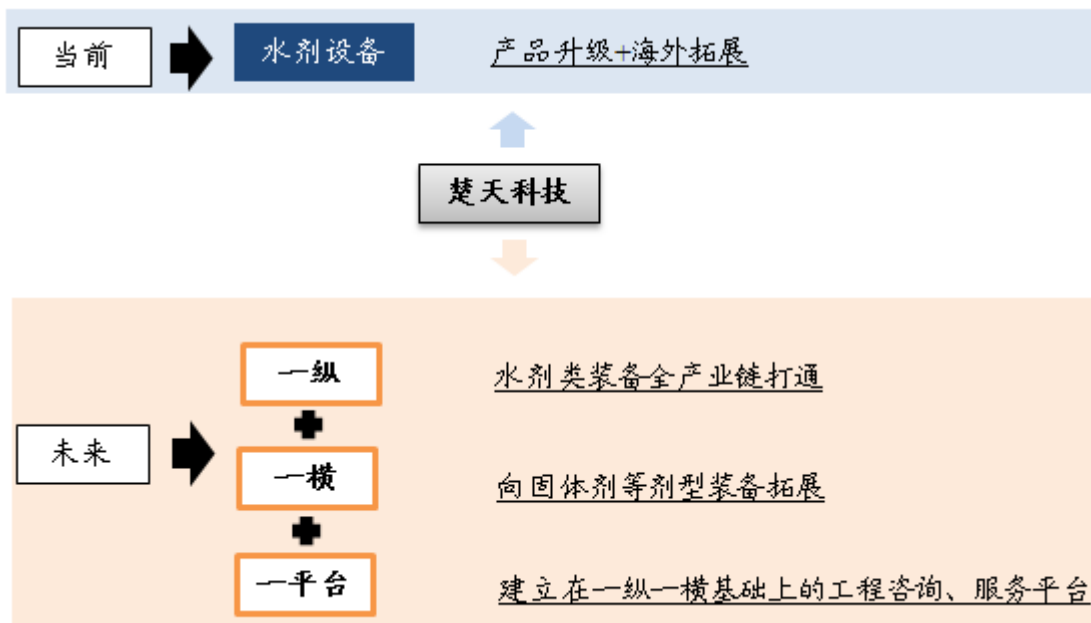 当前
水剂设备
产品升级+海外拓展
楚天科技
一纵
水剂类装备全产业链打通
未来
一横
向固体剂等剂型装备拓展
一平台
建立在一纵一横基础上的工程咨询、服务平台